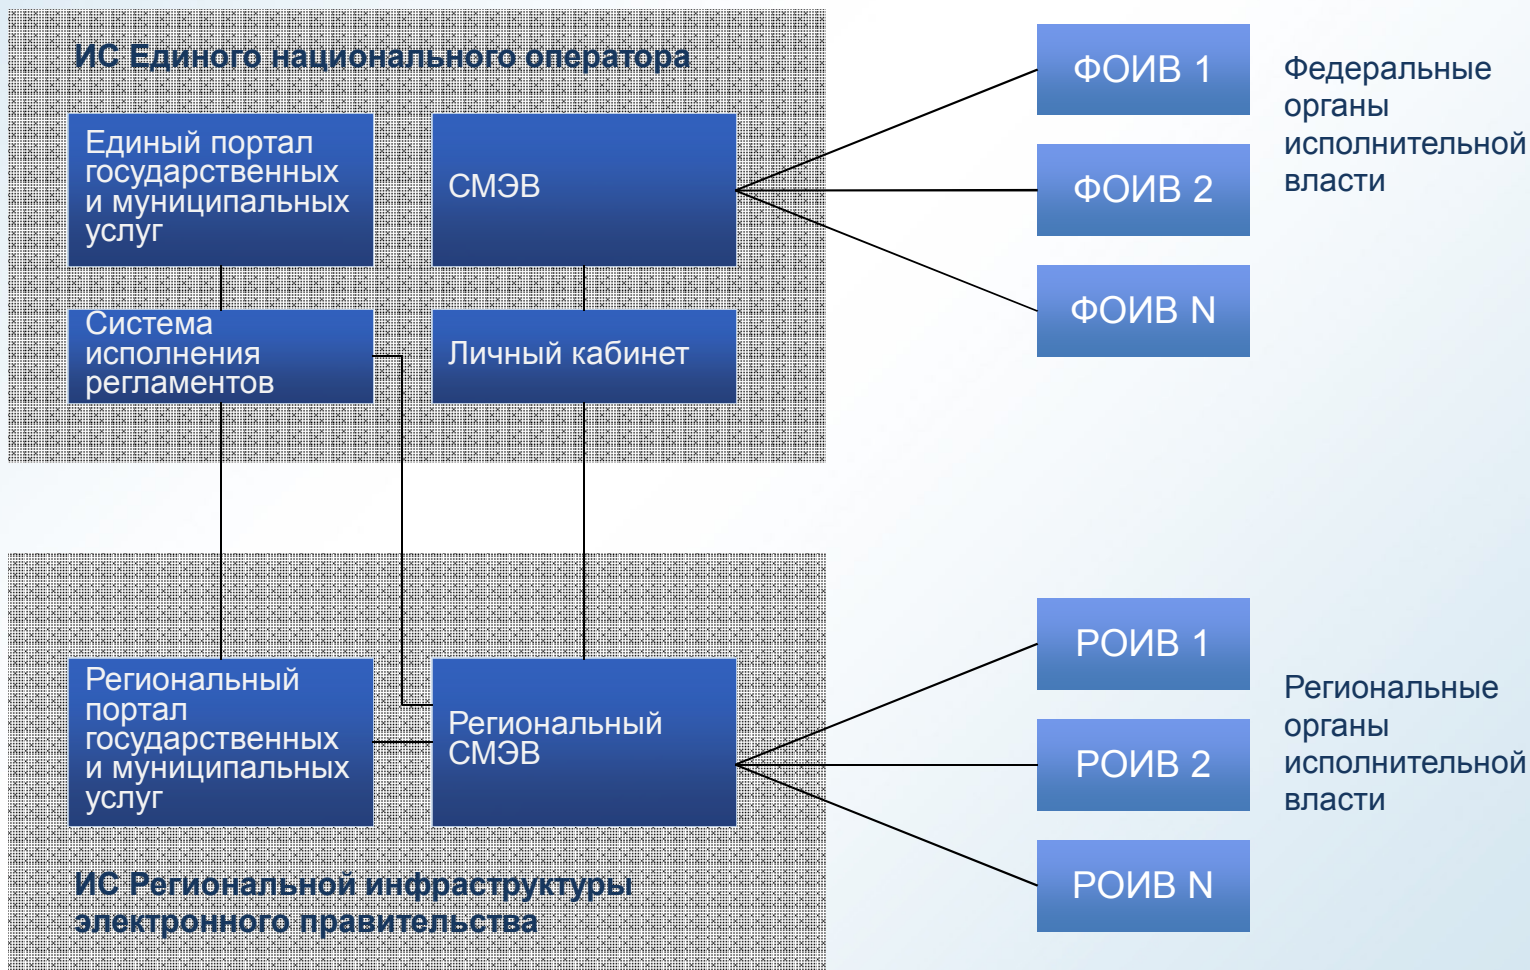 ИС Единого национального оператора
Единый портал
государственных
и муниципальных
услуг
СМЭВ
Система
исполнения
регламентов
Личный кабинет
ФОИВ 1
ФОИВ 2
ФОИВ N
Федеральные
органы
исполнительной
власти
Региональный
портал
государственных
и муниципальных
услуг
Региональный
СМЭВ
ИС Региональной инфраструктуры
электронного правительства
РОИВ 1
РОИВ 2
РОИВ N
Региональные
органы
исполнительной
власти